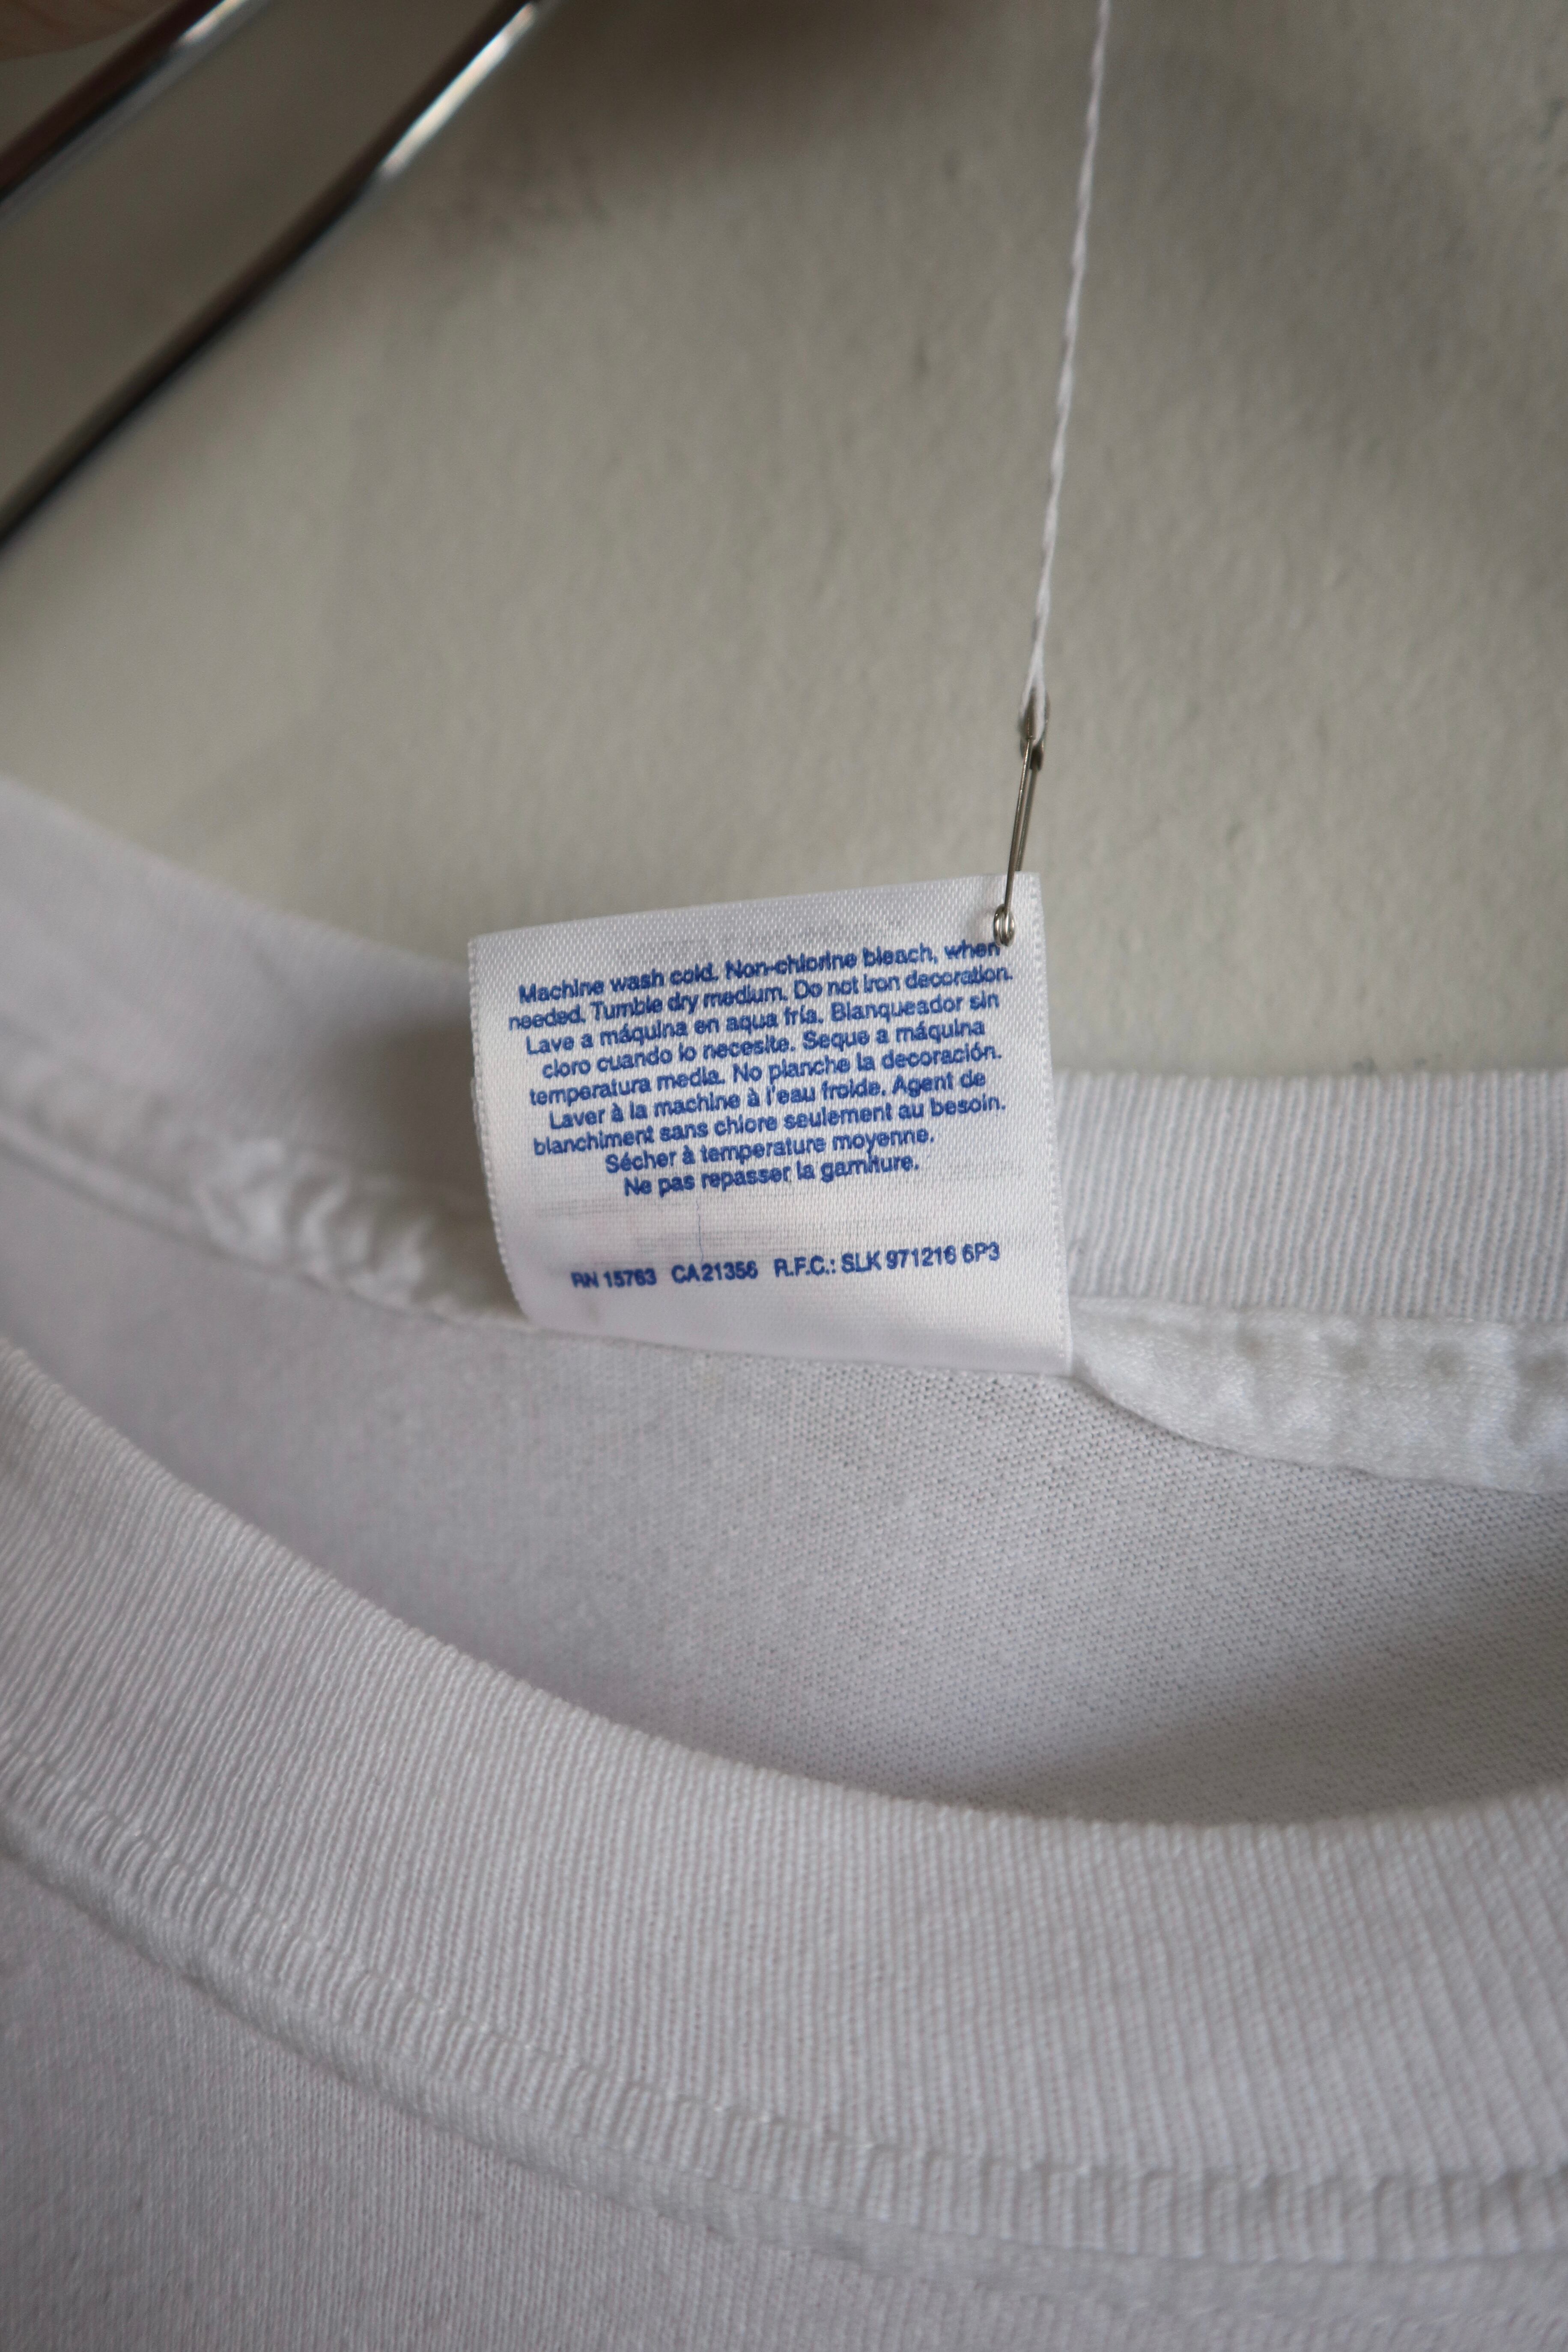 Machine wash cold. Non-chlorine bleach, when
needed. Tumble dry medium. Do not iron decoration.
Lave a máquina en aqua fría. Blanqueador sin
cloro cuando lo necesite. Seque a máquina
temperatura media. No planche la decoración.
Laver à la machine à l'eau froide. Agent de
blanchiment sans chlore seulement au besoin.
Sécher à temperature moyenne.
Ne pas repasser la garniture.
RN 15763 CA21356 R.F.C.: SLK 971216 6P3